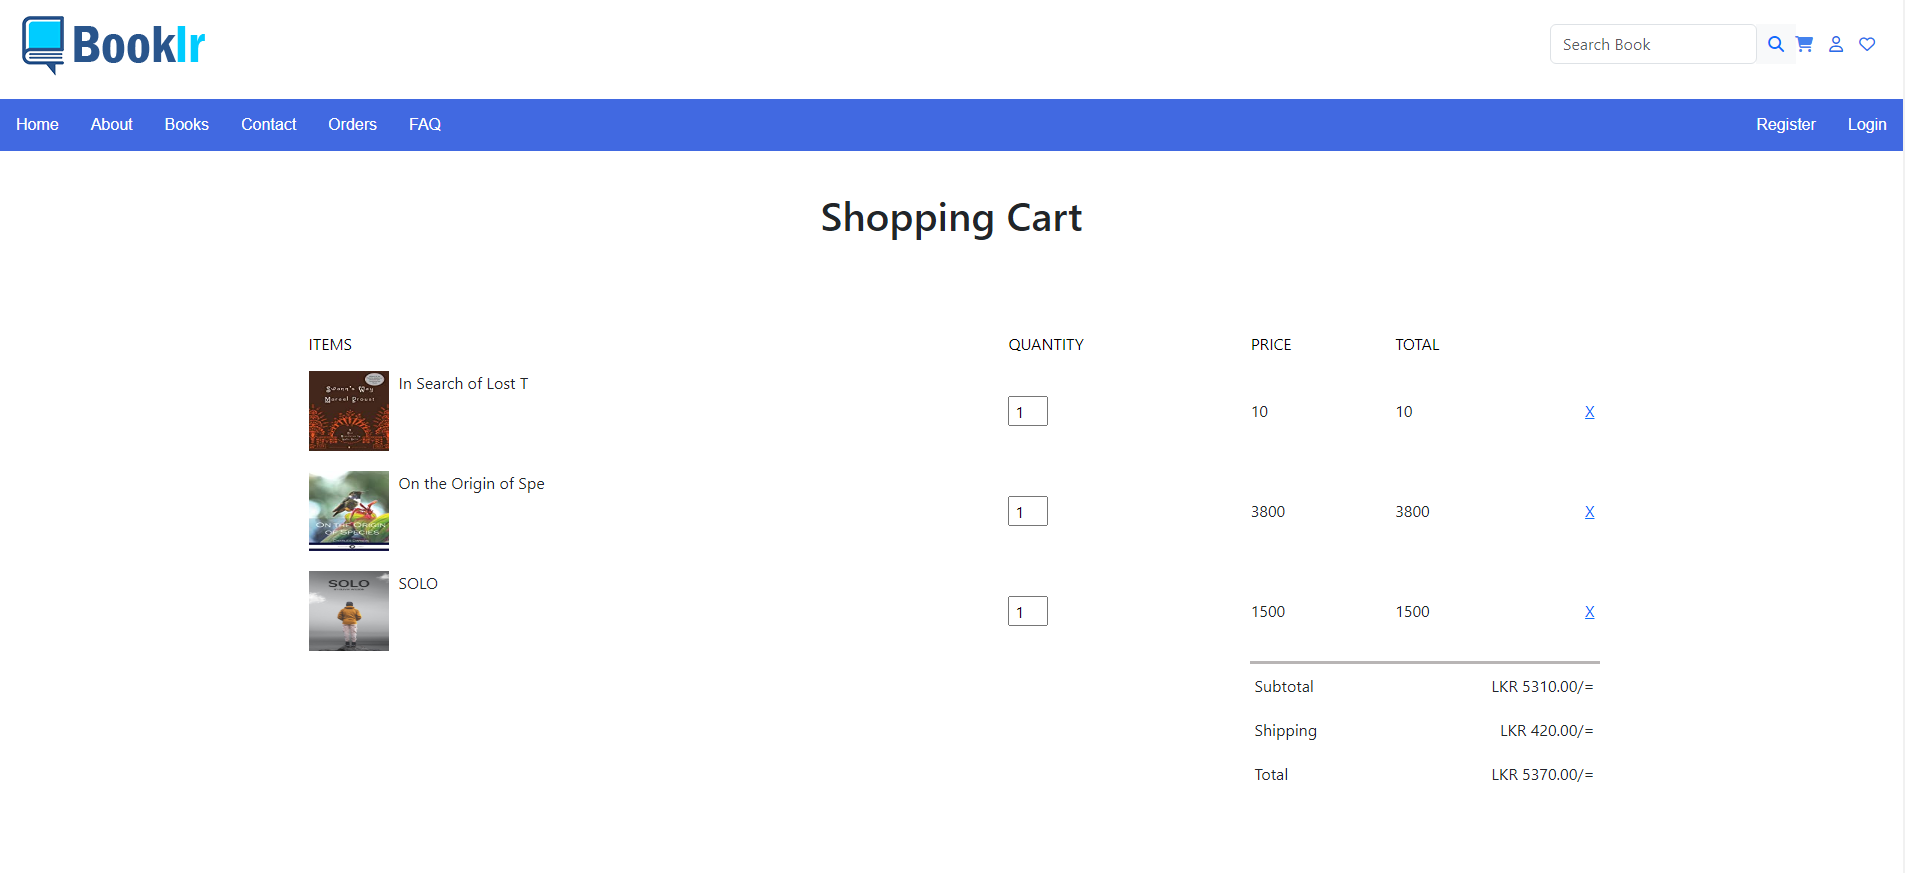 Booklr
Search Book
Home About Books Contact Orders FAQ Register Login
Shopping Cart
ITEMS QUANTITY PRICE TOTAL
Swann's Way
Marcel Proust
In Search of Lost T
1 10 10 X
On the Origin of Spe
ON THE ORIGIN
OF SPECIES
1 3800 3800 X
SOLO
SOLO
1 1500 1500 X
Subtotal LKR 5310.00/=
Shipping LKR 420.00/=
Total LKR 5370.00/=